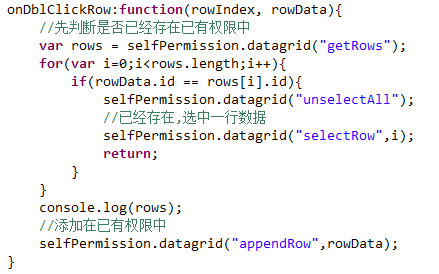 onDblClickRow:function(rowIndex, rowData){
    //先判断是否已经存在已有权限中
    var rows = selfPermission.datagrid("getRows");
    for(var i=0;i<rows.length;i++){
        if(rowData.id == rows[i].id){
            selfPermission.datagrid("unselectAll");
            //已经存在,选中一行数据
            selfPermission.datagrid("selectRow",i);
            return;
        }
    }
    console.log(rows);
    //添加在已有权限中
    selfPermission.datagrid("appendRow",rowData);
}